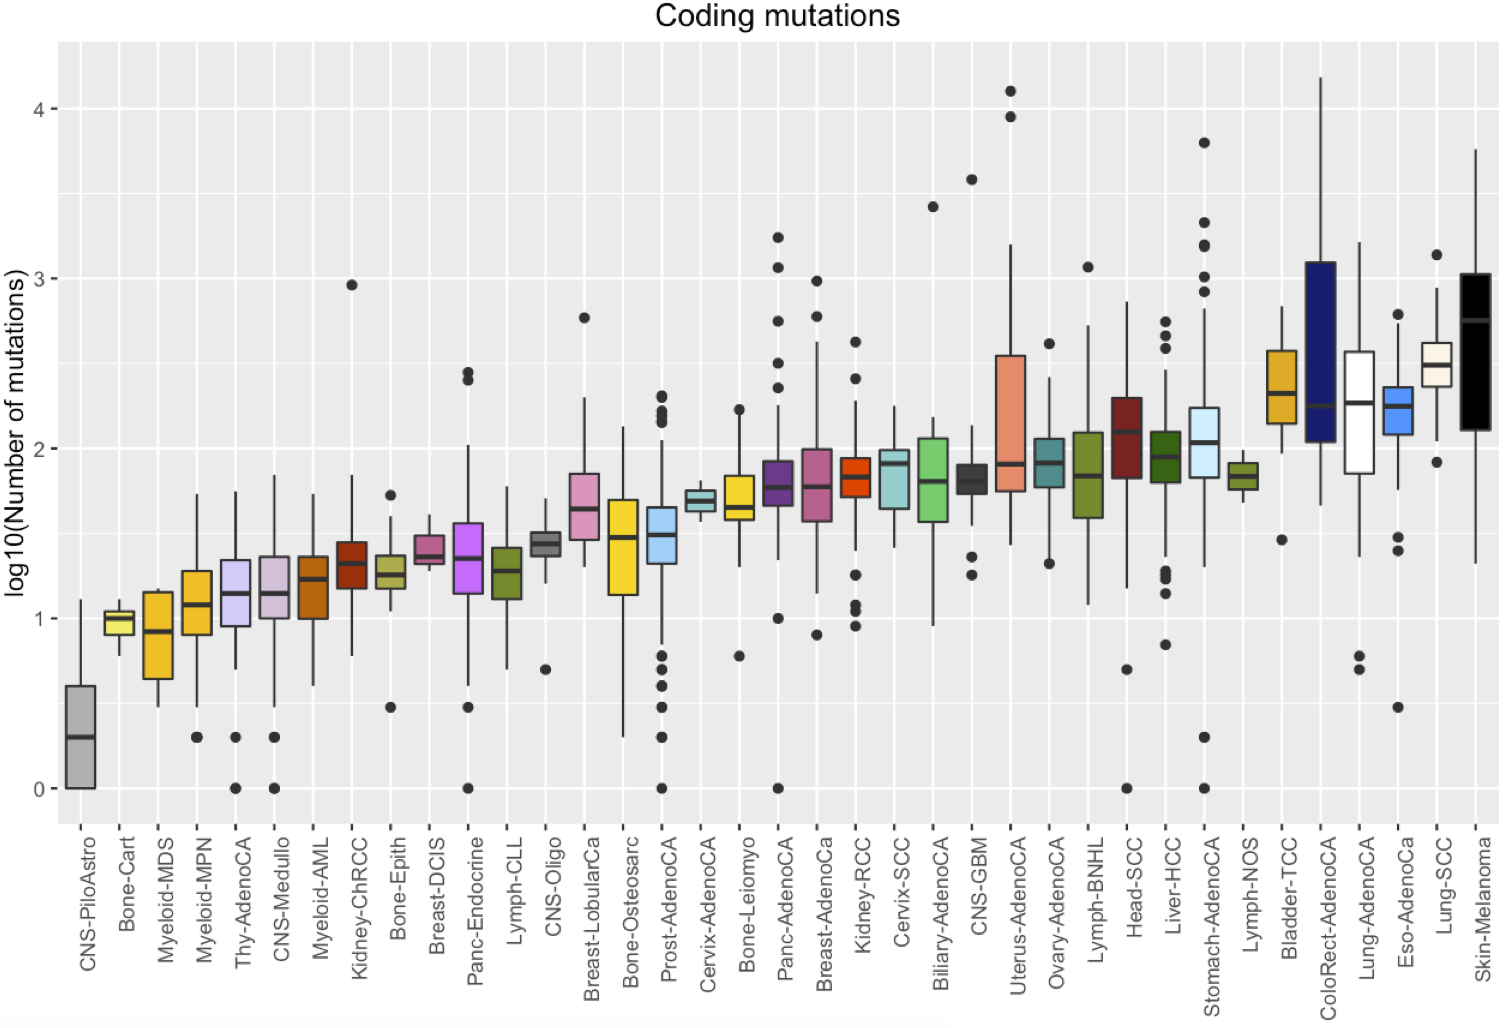 Coding mutations
log10(Number of mutations)
4
3
2
1
0
CNS-PiloAstro
Bone-Cart
Myeloid-MDS
Myeloid-MPN
Thy-AdenoCA
CNS-Medullo
Myeloid-AML
Kidney-ChRCC
Bone-Epith
Breast-DCIS
Panc-Endocrine
Lymph-CLL
CNS-Oligo
Breast-LobularCa
Bone-Osteosarc
Prost-AdenoCA
Cervix-AdenoCA
Bone-Leiomyo
Panc-AdenoCA
Breast-AdenoCa
Kidney-RCC
Cervix-SCC
Biliary-AdenoCA
CNS-GBM
Uterus-AdenoCA
Ovary-AdenoCA
Lymph-BNHL
Head-SCC
Liver-HCC
Stomach-AdenoCA
Lymph-NOS
Bladder-TCC
ColoRect-AdenoCA
Lung-AdenoCA
Eso-AdenoCa
Lung-SCC
Skin-Melanoma